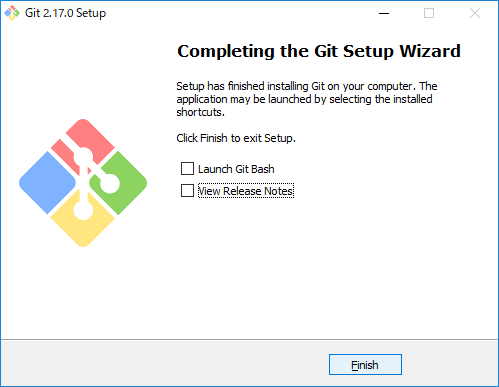 Git 2.17.0 Setup
Completing the Git Setup Wizard
Setup has finished installing Git on your computer. The
application may be launched by selecting the installed
shortcuts.
Click Finish to exit Setup.
Launch Git Bash
View Release Notes
Finish